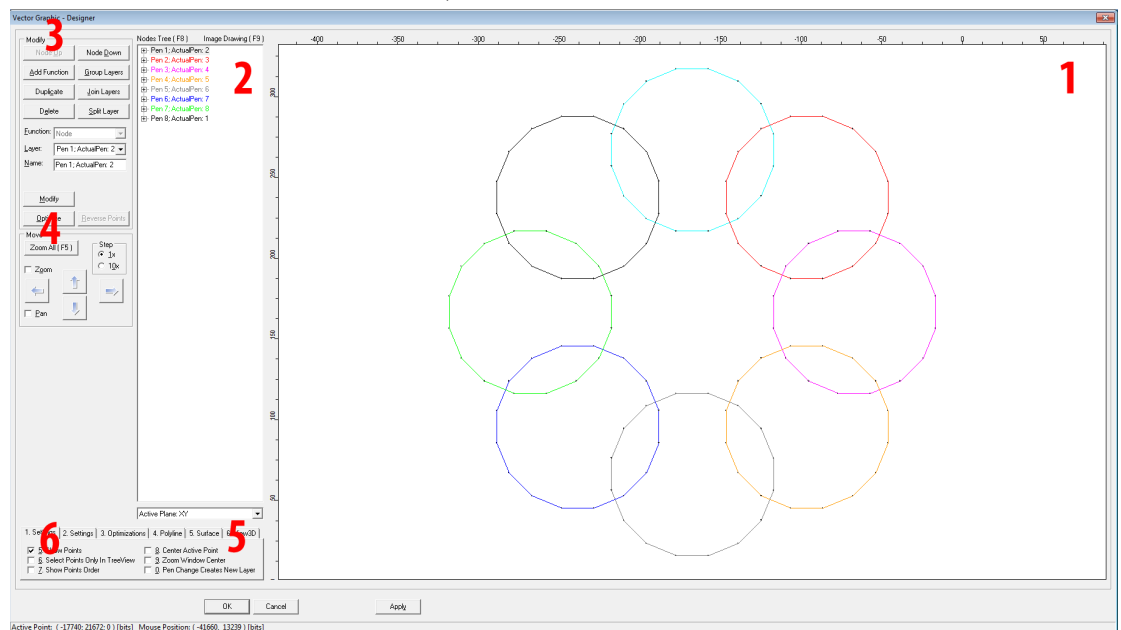 Vector Graphic - Designer
Modify
3
Node Up
Node Down
Add Function
Group Layers
Duplicate
Join Layers
Delete
Split Layer
Function: Node
Layer: Pen 1; ActualPen: 2
Name: Pen 1; ActualPen: 2
Modify
Reverse Points
4
Move
Zoom All ( F5 )
Step
1x
10x
Zoom
Pan
Nodes Tree ( F8 ) Image Drawing ( F9 )
Pen 1; ActualPen: 2
Pen 2; ActualPen: 3
Pen 3; ActualPen: 4
Pen 4; ActualPen: 5
Pen 5; ActualPen: 6
Pen 6; ActualPen: 7
Pen 7; ActualPen: 8
Pen 8; ActualPen: 1
2
Active Plane: XY
-400 -350 -300 -250 -200 -150 -100 -50 0 50
300
250
200
150
100
50
1
1. Settings 2. Settings 3. Optimizations 4. Polyline 5. Surface View3D
6
5
5. Show Points
6. Select Points Only In TreeView
7. Show Points Order
8. Center Active Point
9. Zoom Window Center
0. Pen Change Creates New Layer
OK Cancel Apply
Active Point: ( -17740; 21672; 0 ) [bits] Mouse Position: ( -41660, 13239 ) [bits]